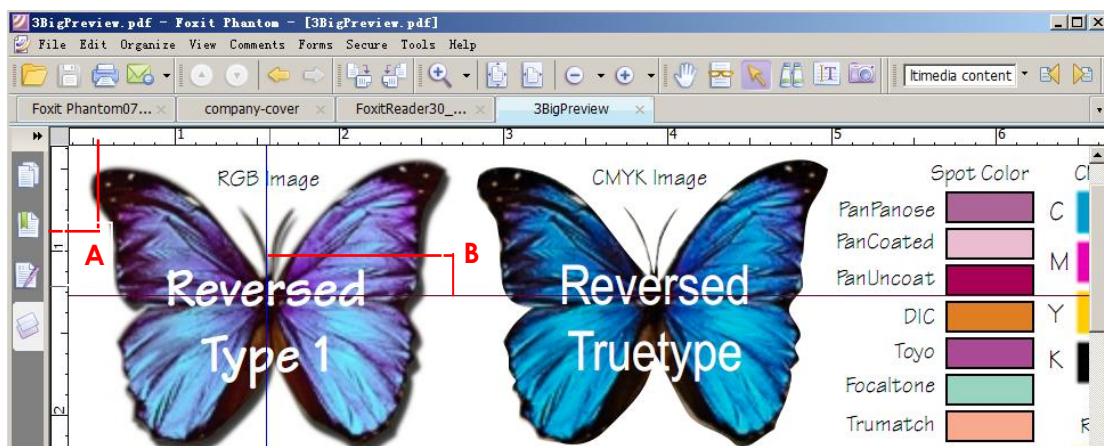 3BigPreview.pdf - Foxit Phantom - [3BigPreview.pdf]
File Edit Organize View Comments Forms Secure Tools Help
ltimedia content
Foxit Phantom07... company-cover FoxitReader30_... 3BigPreview
1 2 3 4 5 6
RGB Image CMYK Image Spot Color
PanPanose C
PanCoated
A B
1
M
PanUncoat
Reversed Reversed
DIC Y
Type 1 Truetype
Toyo K
Focaltone
2
Trumatch